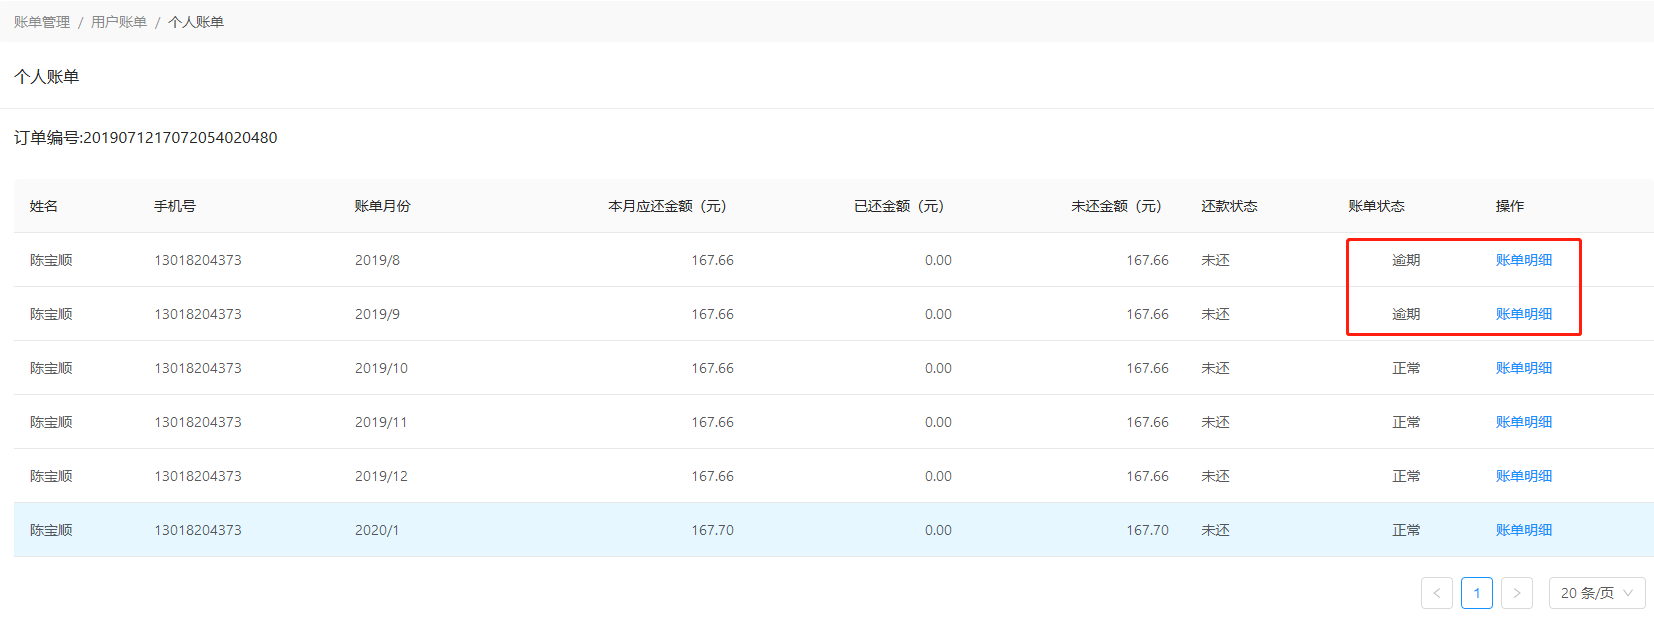 账单管理 / 用户账单 / 个人账单
个人账单
订单编号:2019071217072054020480
姓名 手机号 账单月份 本月应还金额（元） 已还金额（元） 未还金额（元） 还款状态 账单状态 操作
陈宝顺 13018204373 2019/8 167.66 0.00 167.66 未还 逾期 账单明细
陈宝顺 13018204373 2019/9 167.66 0.00 167.66 未还 逾期 账单明细
陈宝顺 13018204373 2019/10 167.66 0.00 167.66 未还 正常 账单明细
陈宝顺 13018204373 2019/11 167.66 0.00 167.66 未还 正常 账单明细
陈宝顺 13018204373 2019/12 167.66 0.00 167.66 未还 正常 账单明细
陈宝顺 13018204373 2020/1 167.70 0.00 167.70 未还 正常 账单明细
< 1 > 20 条/页